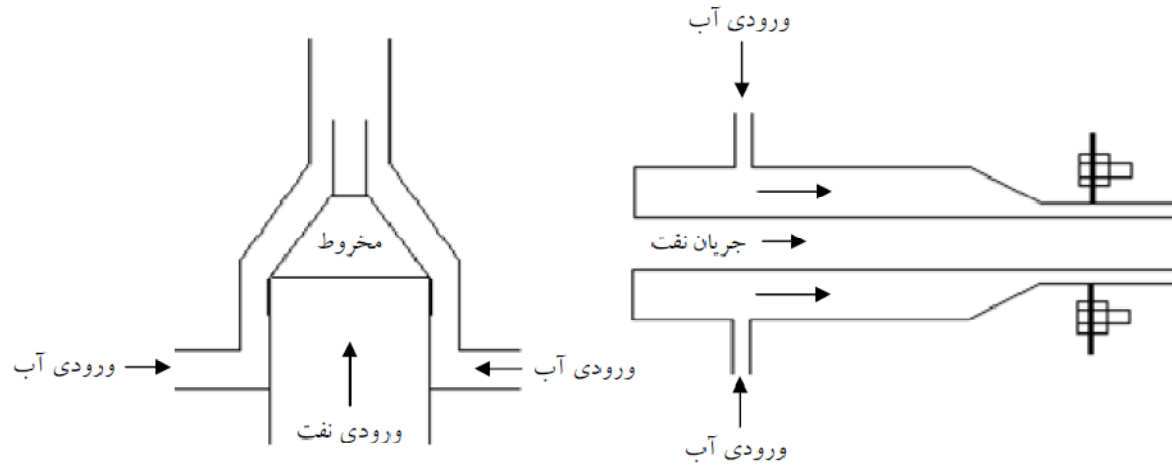 ورودی آب
مخروط
جریان نفت
ورودی آب
ورودی آب
ورودی نفت
ورودی آب